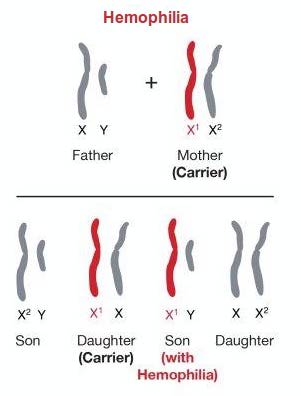 Hemophilia
+
X Y
X¹ X²
Father
Mother
(Carrier)
X² Y
X¹ X
X¹ Y
X X²
Son
Daughter
(Carrier)
Son
(with
Hemophilia)
Daughter